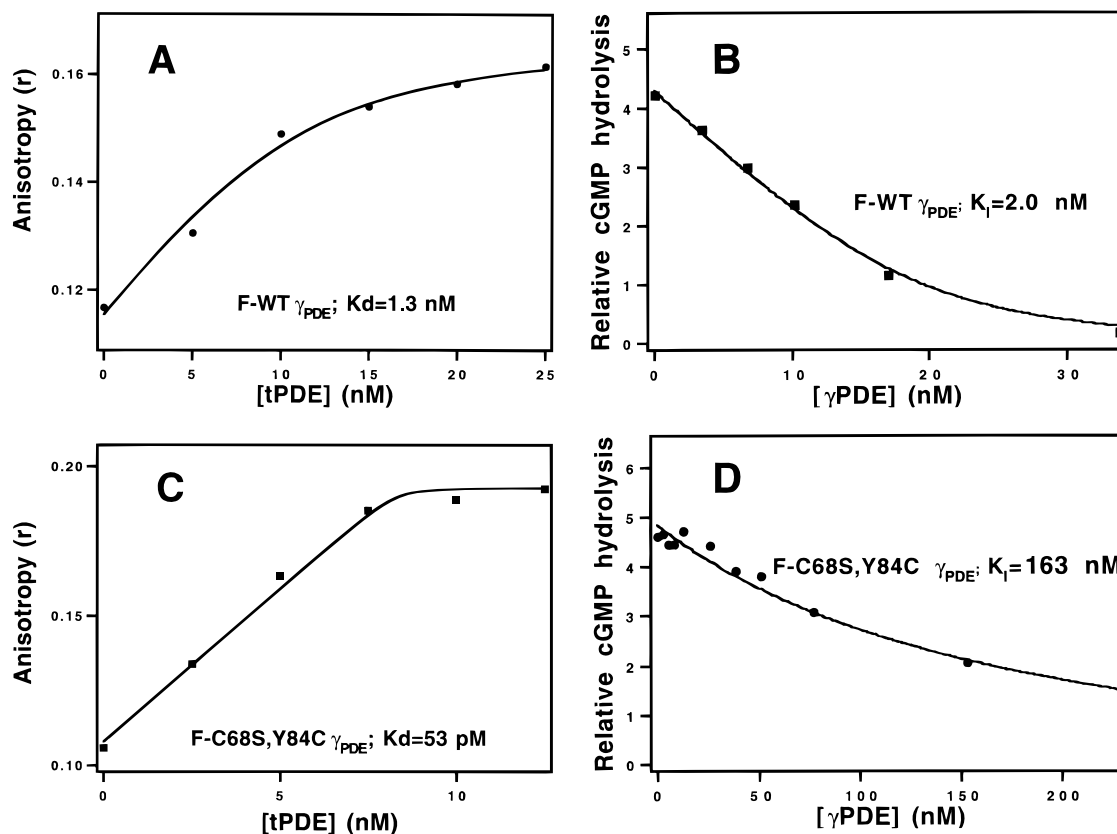 A
Anisotropy (r)
0.16
0.14
0.12
F-WT γPDE; Kd=1.3 nM
0 5 10 15 20 25
[tPDE] (nM)
B
Relative cGMP hydrolysis
5
4
3
2
1
0
F-WT γPDE; KI=2.0 nM
0 10 20 30
[γPDE] (nM)
C
Anisotropy (r)
0.20
0.15
0.10
F-C68S,Y84C γPDE; Kd=53 pM
0 5 10
[tPDE] (nM)
D
Relative cGMP hydrolysis
6
5
4
3
2
1
0
F-C68S,Y84C γPDE; KI=163 nM
0 50 100 150 200
[γPDE] (nM)